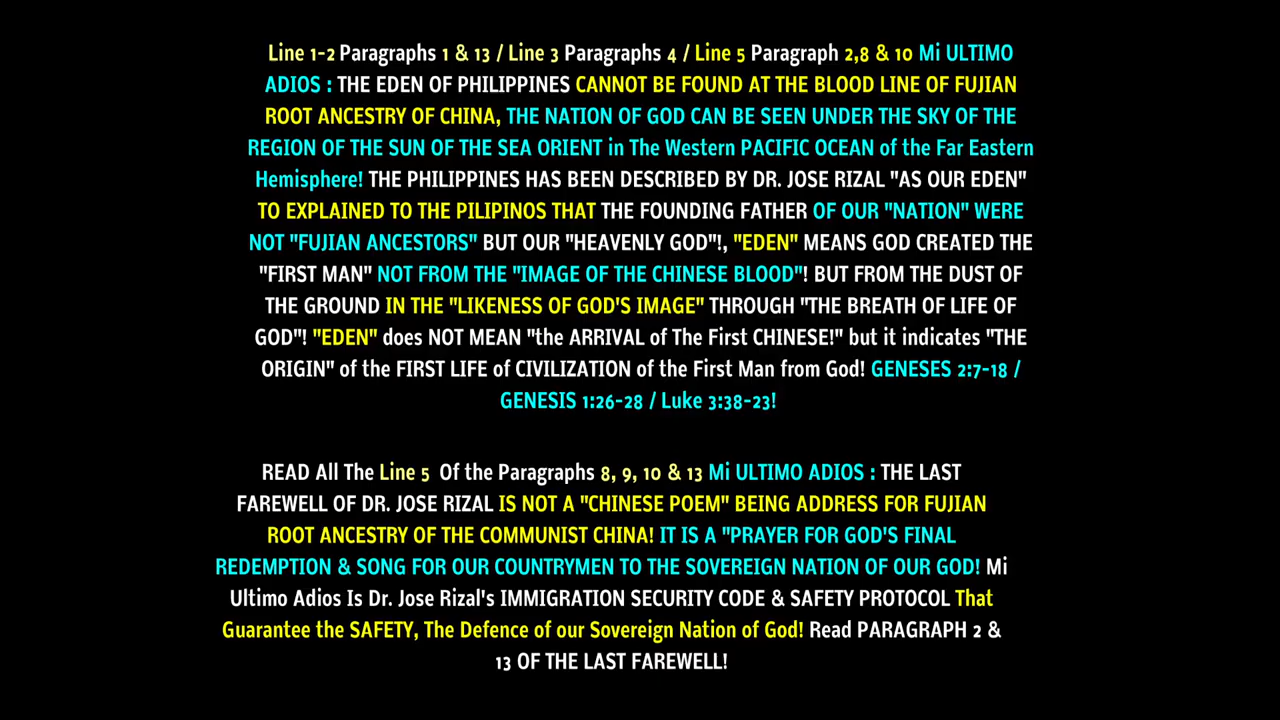 Line 1-2 Paragraphs 1 & 13 / Line 3 Paragraphs 4 / Line 5 Paragraph 2,8 & 10 Mi ULTIMO
ADIOS : THE EDEN OF PHILIPPINES CANNOT BE FOUND AT THE BLOOD LINE OF FUJIAN
ROOT ANCESTRY OF CHINA, THE NATION OF GOD CAN BE SEEN UNDER THE SKY OF THE
REGION OF THE SUN OF THE SEA ORIENT in The Western PACIFIC OCEAN of the Far Eastern
Hemisphere! THE PHILIPPINES HAS BEEN DESCRIBED BY DR. JOSE RIZAL "AS OUR EDEN"
TO EXPLAINED TO THE PILIPINOS THAT THE FOUNDING FATHER OF OUR "NATION" WERE
NOT "FUJIAN ANCESTORS" BUT OUR "HEAVENLY GOD"!, "EDEN" MEANS GOD CREATED THE
"FIRST MAN" NOT FROM THE "IMAGE OF THE CHINESE BLOOD"! BUT FROM THE DUST OF
THE GROUND IN THE "LIKENESS OF GOD'S IMAGE" THROUGH "THE BREATH OF LIFE OF
GOD"! "EDEN" does NOT MEAN "the ARRIVAL of The First CHINESE!" but it indicates "THE
ORIGIN" of the FIRST LIFE of CIVILIZATION of the First Man from God! GENESES 2:7-18 /
GENESIS 1:26-28 / Luke 3:38-23!
READ All The Line 5 Of the Paragraphs 8, 9, 10 & 13 Mi ULTIMO ADIOS : THE LAST
FAREWELL OF DR. JOSE RIZAL IS NOT A "CHINESE POEM" BEING ADDRESS FOR FUJIAN
ROOT ANCESTRY OF THE COMMUNIST CHINA! IT IS A "PRAYER FOR GOD'S FINAL
REDEMPTION & SONG FOR OUR COUNTRYMEN TO THE SOVEREIGN NATION OF OUR GOD! Mi
Ultimo Adios Is Dr. Jose Rizal's IMMIGRATION SECURITY CODE & SAFETY PROTOCOL That
Guarantee the SAFETY, The Defence of our Sovereign Nation of God! Read PARAGRAPH 2 &
13 OF THE LAST FAREWELL!